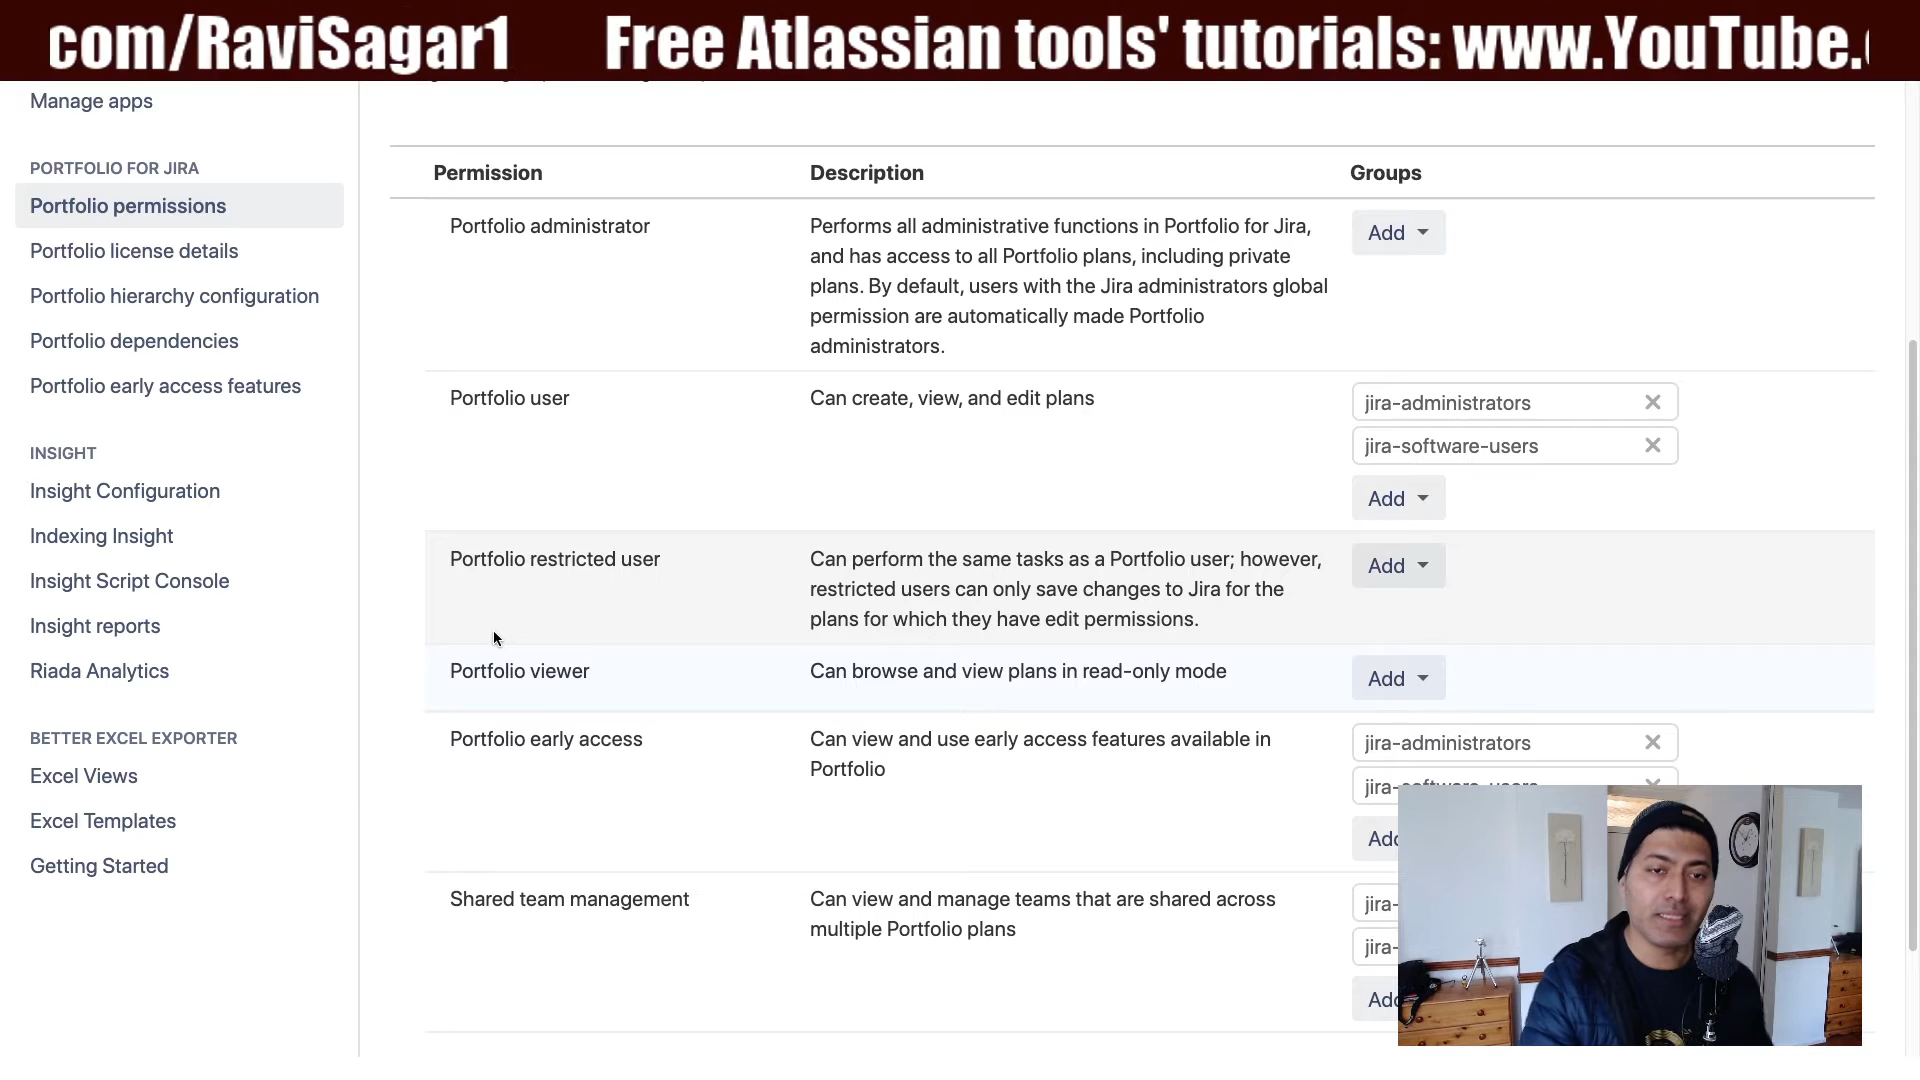 com/RaviSagar1 Free Atlassian tools' tutorials: www.YouTube.
Manage apps
PORTFOLIO FOR JIRA
Portfolio permissions
Portfolio license details
Portfolio hierarchy configuration
Portfolio dependencies
Portfolio early access features
INSIGHT
Insight Configuration
Indexing Insight
Insight Script Console
Insight reports
Riada Analytics
BETTER EXCEL EXPORTER
Excel Views
Excel Templates
Getting Started
Permission Description Groups
Portfolio administrator
Performs all administrative functions in Portfolio for Jira,
and has access to all Portfolio plans, including private
plans. By default, users with the Jira administrators global
permission are automatically made Portfolio
administrators.
Add
Portfolio user
Can create, view, and edit plans
jira-administrators
jira-software-users
Add
Portfolio restricted user
Can perform the same tasks as a Portfolio user; however,
restricted users can only save changes to Jira for the
plans for which they have edit permissions.
Add
Portfolio viewer
Can browse and view plans in read-only mode
Add
Portfolio early access
Can view and use early access features available in
Portfolio
jira-administrators
jira-software-users
Add
Shared team management
Can view and manage teams that are shared across
multiple Portfolio plans
jira-
jira-
Add